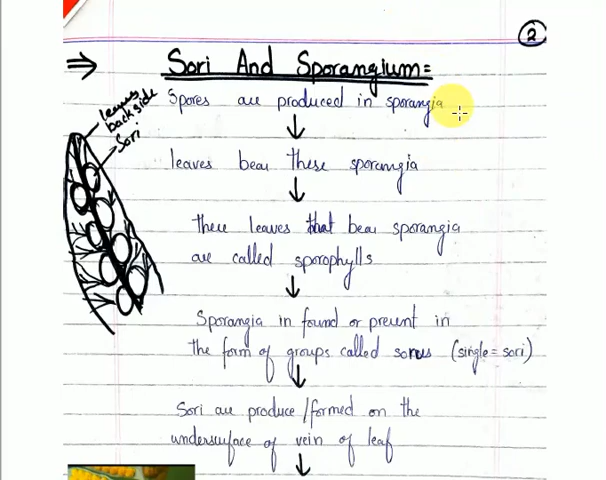 2
⇒ Sori And Sporangium =
leaves
backside
Sori
Spores are produced in sporangia
↓
leaves bear these sporangia
↓
These leaves that bear sporangia
are called sporophylls
↓
Sporangia in found or present in
the form of groups called sorus (single = sori)
↓
Sori are produce / formed on the
undersurface of vein of leaf
↓